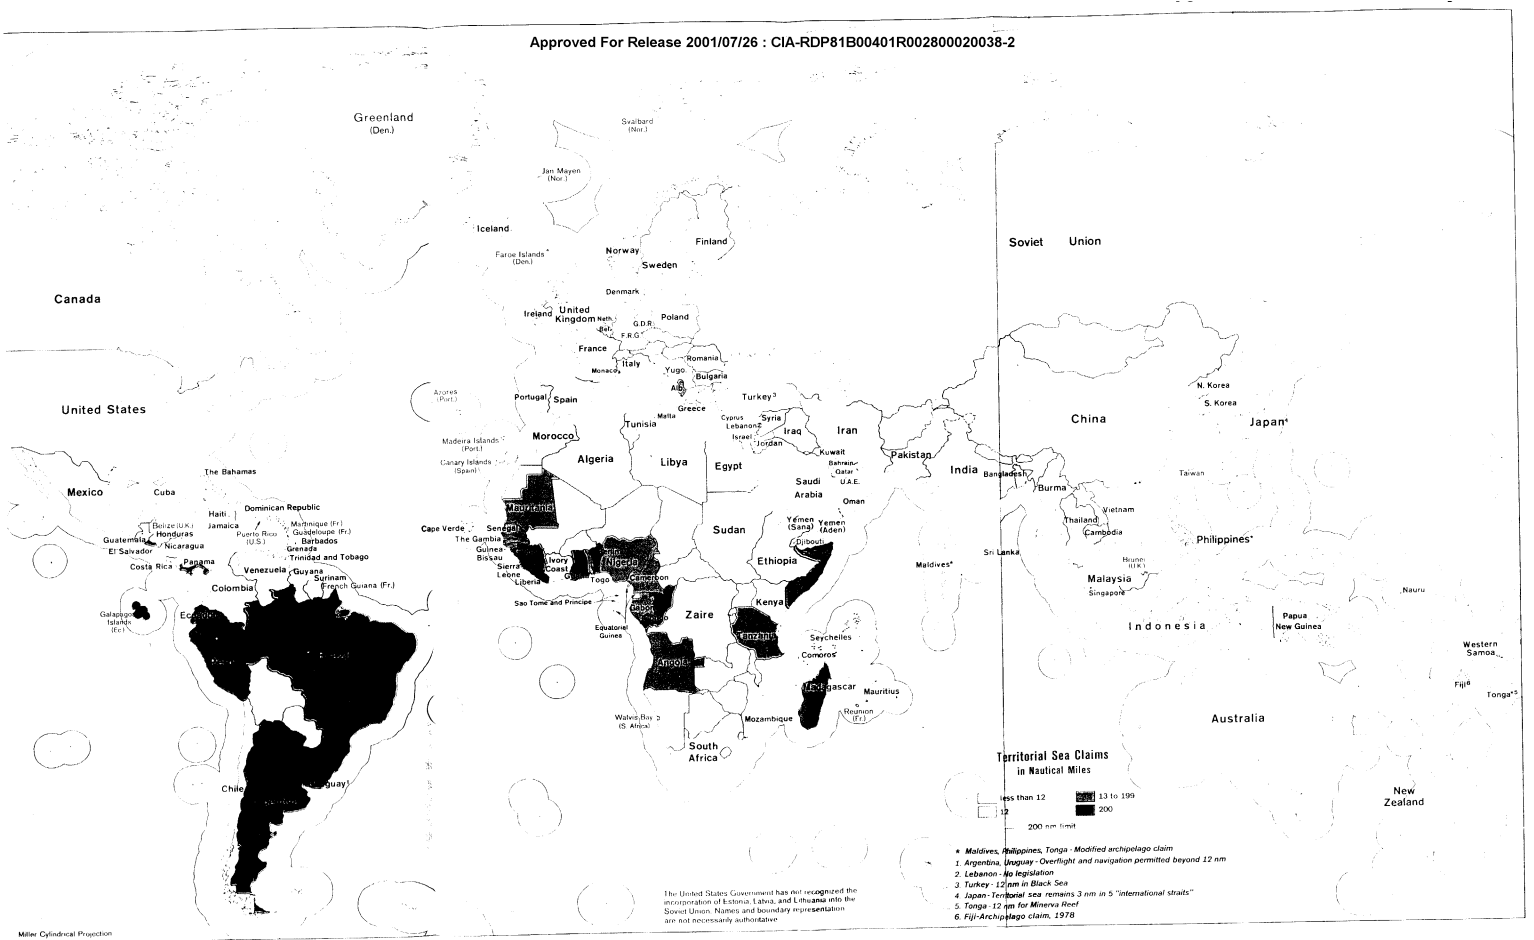 Approved For Release 2001/07/26 : CIA-RDP81B00401R002800020038-2
Greenland
(Den.)
Svalbard
(Nor.)
Jan Mayen
(Nor.)
Iceland
Faroe Islands
(Den.)
Norway
Finland
Sweden
Soviet Union
Canada
Denmark
Ireland
United
Kingdom
Neth.
Bel.
G.D.R.
Poland
F.R.G.
France
Monaco
Italy
Romania
Yugo
Bulgaria
Alb.
Greece
Turkey3
N. Korea
S. Korea
Japan4
China
United States
Azores
(Port.)
Portugal
Spain
Malta
Tunisia
Cyprus
Lebanon2
Israel
Syria
Jordan
Iraq
Iran
Kuwait
Bahrain
Qatar
U.A.E.
Pakistan
Madeira Islands
(Port.)
Canary Islands
(Spain)
Morocco
Algeria
Libya
Egypt
Saudi
Arabia
Oman
India
Bangladesh
Burma
Taiwan
Mexico
The Bahamas
Cuba
Dominican Republic
Haiti
Jamaica
Puerto Rico
(U.S.)
Martinique (Fr)
Guadeloupe (Fr.)
Barbados
Grenada
Trinidad and Tobago
Belize (U.K.)
Honduras
Guatemala
El Salvador
Nicaragua
Costa Rica
Panama
Venezuela
Guyana
Surinam
French Guiana (Fr.)
Colombia
Galapagos
Islands
(Ec.)
Mauritania
Cape Verde
Senegal
The Gambia
Guinea-
Bissau
Sierra
Leone
Liberia
Ivory
Coast
Togo
Nigeria
Cameroon
Sao Tome and Principe
Equatorial
Guinea
Gabon
Zaire
Sudan
Ethiopia
Yemen
(Sana)
Yemen
(Aden)
Djibouti
Kenya
Tanzania
Angola
Seychelles
Comoros
Madagascar
Mauritius
Reunion
(Fr.)
Mozambique
Walvis Bay
(S. Africa)
South
Africa
Maldives*
Sri Lanka
Thailand
Vietnam
Cambodia
Philippines*
Brunei
(U.K.)
Malaysia
Singapore
Indonesia
Papua
New Guinea
Nauru
Western
Samoa
Fiji6
Tonga*5
Australia
New
Zealand
Chile
Territorial Sea Claims
in Nautical Miles
less than 12
12
13 to 199
200
200 nm limit
* Maldives, Philippines, Tonga - Modified archipelago claim
1. Argentina, Uruguay - Overflight and navigation permitted beyond 12 nm
2. Lebanon - No legislation
3. Turkey - 12 nm in Black Sea
4 Japan - Territorial sea remains 3 nm in 5 "international straits"
5. Tonga - 12 nm for Minerva Reef
6. Fiji-Archipelago claim, 1978
The United States Government has not recognized the
incorporation of Estonia, Latvia, and Lithuania into the
Soviet Union. Names and boundary representation
are not necessarily authoritative
Miller Cylindrical Projection